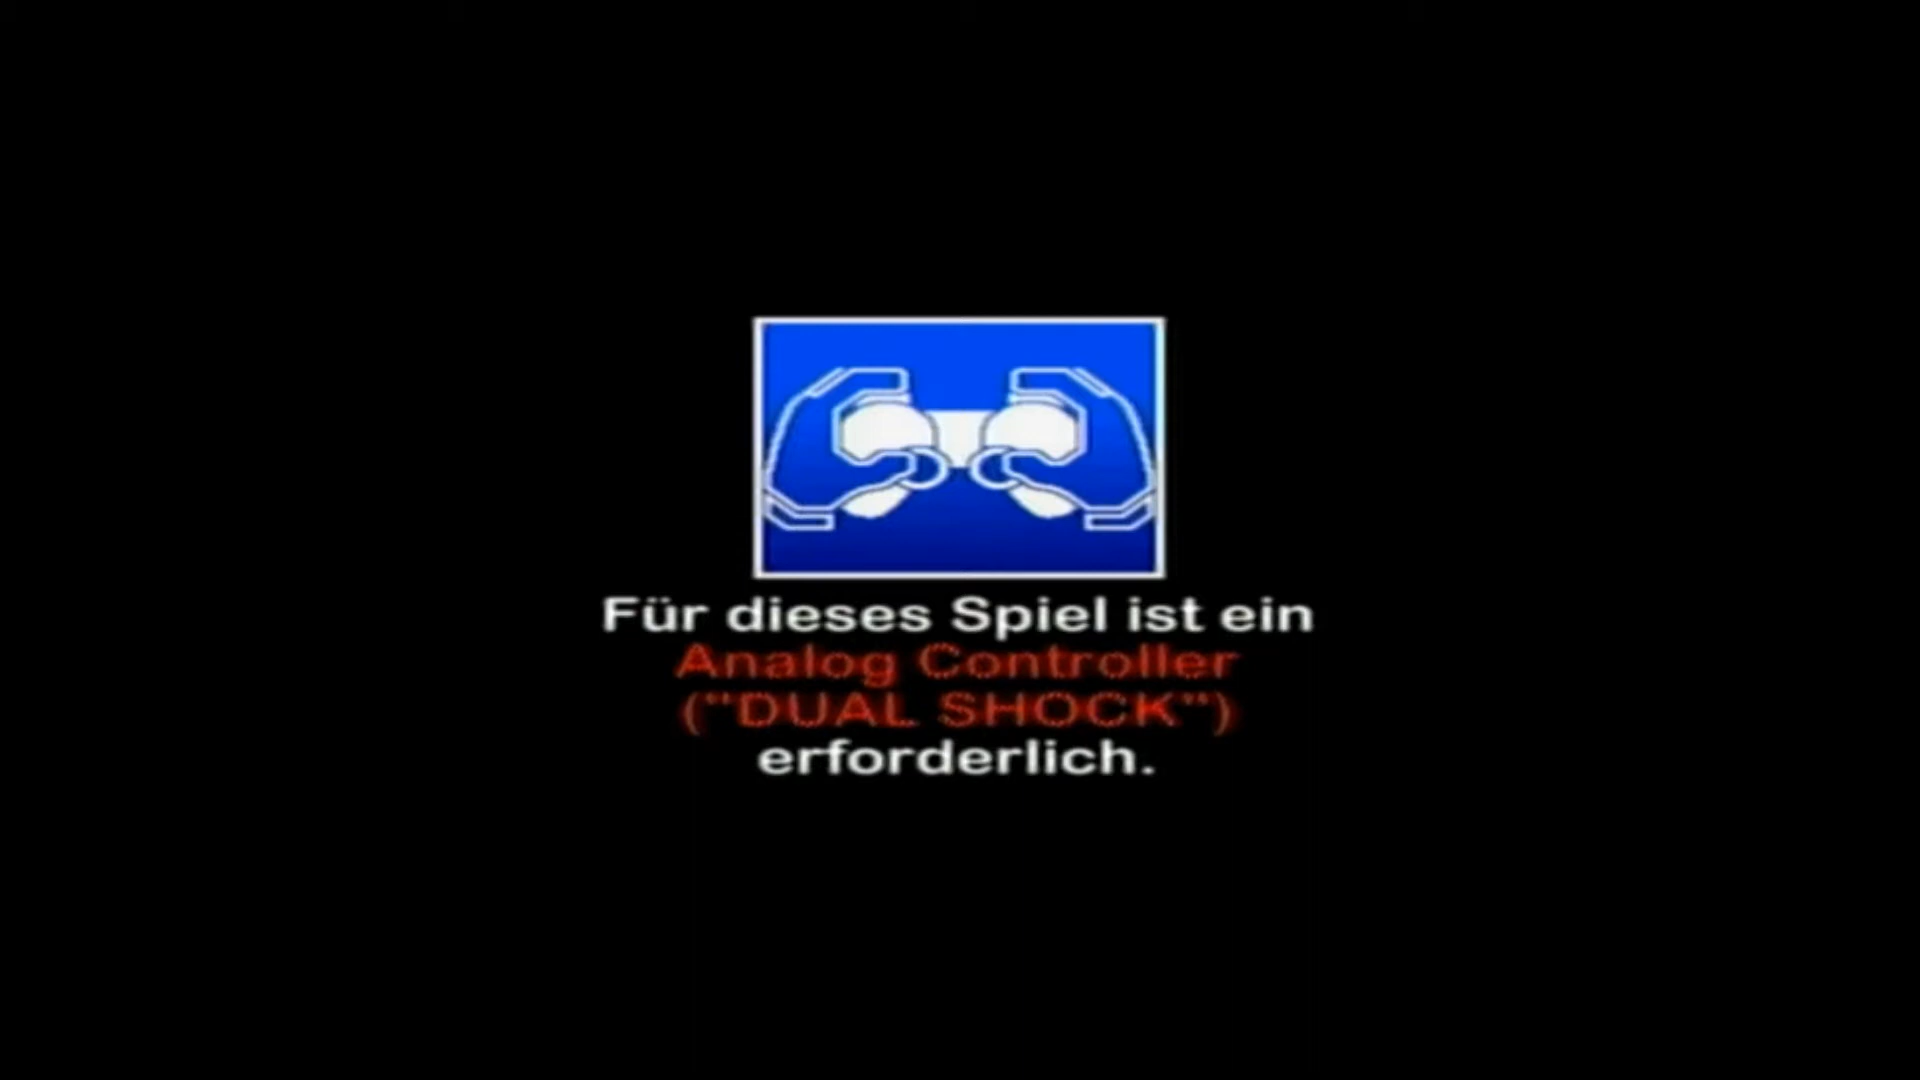 Für dieses Spiel ist ein
Analog Controller
("DUAL SHOCK")
erforderlich.